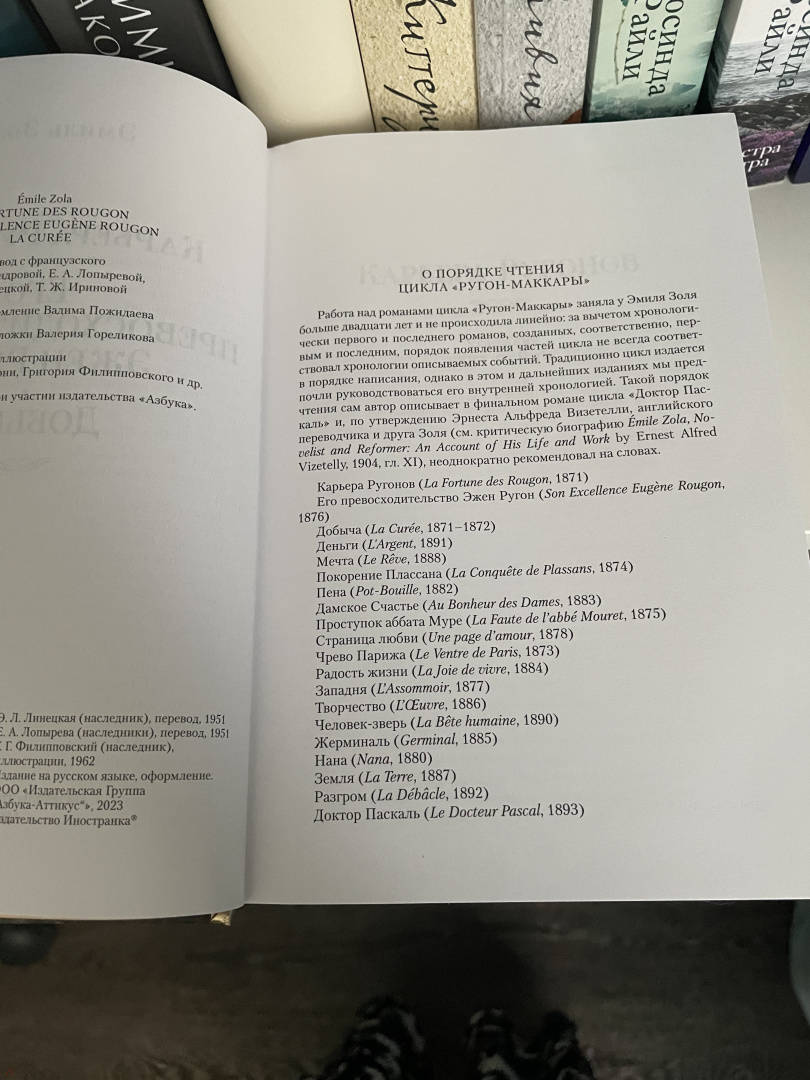 Émile Zola
RTUNE DES ROUGON
LENCE EUGÈNE ROUGON
LA CURÉE
вод с французского
ндровой, Е. А. Лопыревой,
ецкой, Т. Ж. Ириновой
мление Вадима Пожидаева
ложки Валерия Гореликова
ллюстрации
они, Григория Филипповского и др.
и участии издательства «Азбука».
Э. Л. Линецкая (наследник), перевод, 1951
Е. А. Лопырева (наследники), перевод, 1951
Г. Филипповский (наследник),
ллюстрации, 1962
Издание на русском языке, оформление.
ООО «Издательская Группа
Азбука-Аттикус“», 2023
здательство Иностранка®
О ПОРЯДКЕ ЧТЕНИЯ
ЦИКЛА «РУГОН-МАККАРЫ»
Работа над романами цикла «Ругон-Маккары» заняла у Эмиля Золя
больше двадцати лет и не происходила линейно: за вычетом хронологи-
чески первого и последнего романов, созданных, соответственно, пер-
вым и последним, порядок появления частей цикла не всегда соответ-
ствовал хронологии описываемых событий. Традиционно цикл издается
в порядке написания, однако в этом и дальнейших изданиях мы пред-
почли руководствоваться его внутренней хронологией. Такой порядок
чтения сам автор описывает в финальном романе цикла «Доктор Пас-
каль» и, по утверждению Эрнеста Альфреда Визетелли, английского
переводчика и друга Золя (см. критическую биографию Émile Zola, No-
velist and Reformer: An Account of His Life and Work by Ernest Alfred
Vizetelly, 1904, гл. XI), неоднократно рекомендовал на словах.
Карьера Ругонов (La Fortune des Rougon, 1871)
Его превосходительство Эжен Ругон (Son Excellence Eugène Rougon,
1876)
Добыча (La Curée, 1871–1872)
Деньги (L'Argent, 1891)
Мечта (Le Rêve, 1888)
Покорение Плассана (La Conquête de Plassans, 1874)
Пена (Pot-Bouille, 1882)
Дамское Счастье (Au Bonheur des Dames, 1883)
Проступок аббата Муре (La Faute de l'abbé Mouret, 1875)
Страница любви (Une page d'amour, 1878)
Чрево Парижа (Le Ventre de Paris, 1873)
Радость жизни (La Joie de vivre, 1884)
Западня (L'Assommoir, 1877)
Творчество (L'Œuvre, 1886)
Человек-зверь (La Bête humaine, 1890)
Жерминаль (Germinal, 1885)
Нана (Nana, 1880)
Земля (La Terre, 1887)
Разгром (La Débâcle, 1892)
Доктор Паскаль (Le Docteur Pascal, 1893)